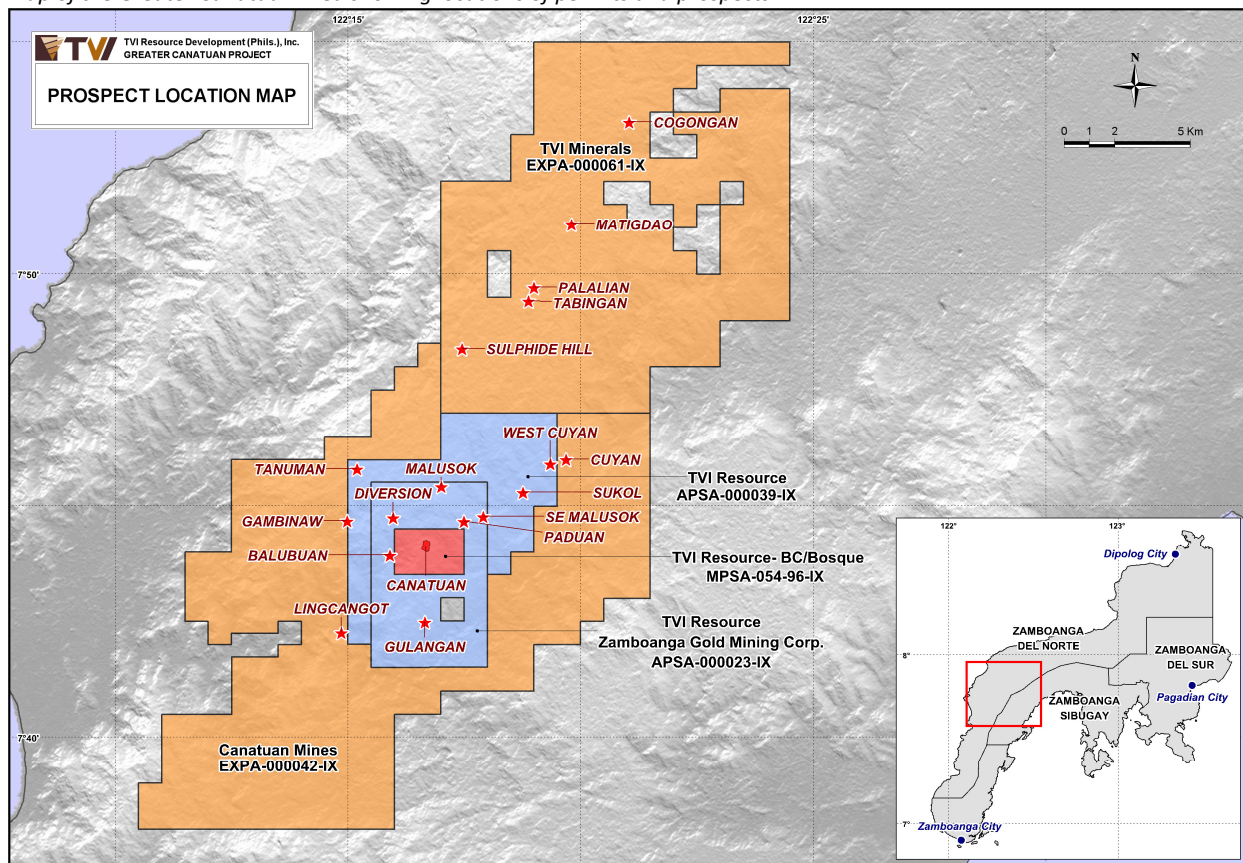 122°15'
122°25'
TVI
TVI Resource Development (Phils.), Inc.
GREATER CANATUAN PROJECT
PROSPECT LOCATION MAP
N
0 1 2 5 Km
COGONGAN
TVI Minerals
EXPA-000061-IX
MATIGDAO
7°50'
PALALIAN
TABINGAN
SULPHIDE HILL
WEST CUYAN
CUYAN
TANUMAN
MALUSOK
TVI Resource
APSA-000039-IX
DIVERSION
SUKOL
GAMBINAW
SE MALUSOK
PADUAN
BALUBUAN
TVI Resource- BC/Bosque
MPSA-054-96-IX
CANATUAN
LINGCANGOT
GULANGAN
TVI Resource
Zamboanga Gold Mining Corp.
APSA-000023-IX
7°40'
Canatuan Mines
EXPA-000042-IX
122°
123°
Dipolog City
ZAMBOANGA
DEL NORTE
8°
ZAMBOANGA
DEL SUR
Pagadian City
ZAMBOANGA
SIBUGAY
7°
Zamboanga City